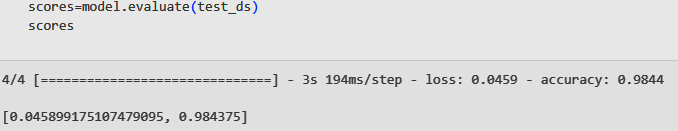 scores=model.evaluate(test_ds)
scores
4/4 [==============================] - 3s 194ms/step - loss: 0.0459 - accuracy: 0.9844
[0.045899175107479095, 0.984375]